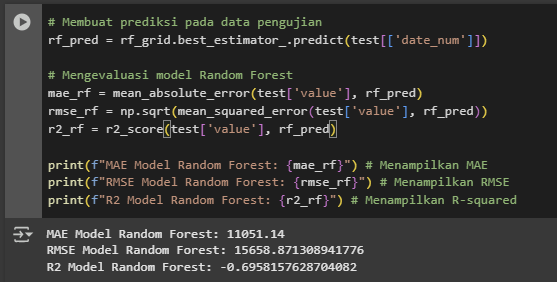 # Membuat prediksi pada data pengujian
rf_pred = rf_grid.best_estimator_.predict(test[['date_num']])
# Mengevaluasi model Random Forest
mae_rf = mean_absolute_error(test['value'], rf_pred)
rmse_rf = np.sqrt(mean_squared_error(test['value'], rf_pred))
r2_rf = r2_score(test['value'], rf_pred)
print(f"MAE Model Random Forest: {mae_rf}") # Menampilkan MAE
print(f"RMSE Model Random Forest: {rmse_rf}") # Menampilkan RMSE
print(f"R2 Model Random Forest: {r2_rf}") # Menampilkan R-squared
MAE Model Random Forest: 11051.14
RMSE Model Random Forest: 15658.871308941776
R2 Model Random Forest: -0.6958157628704082